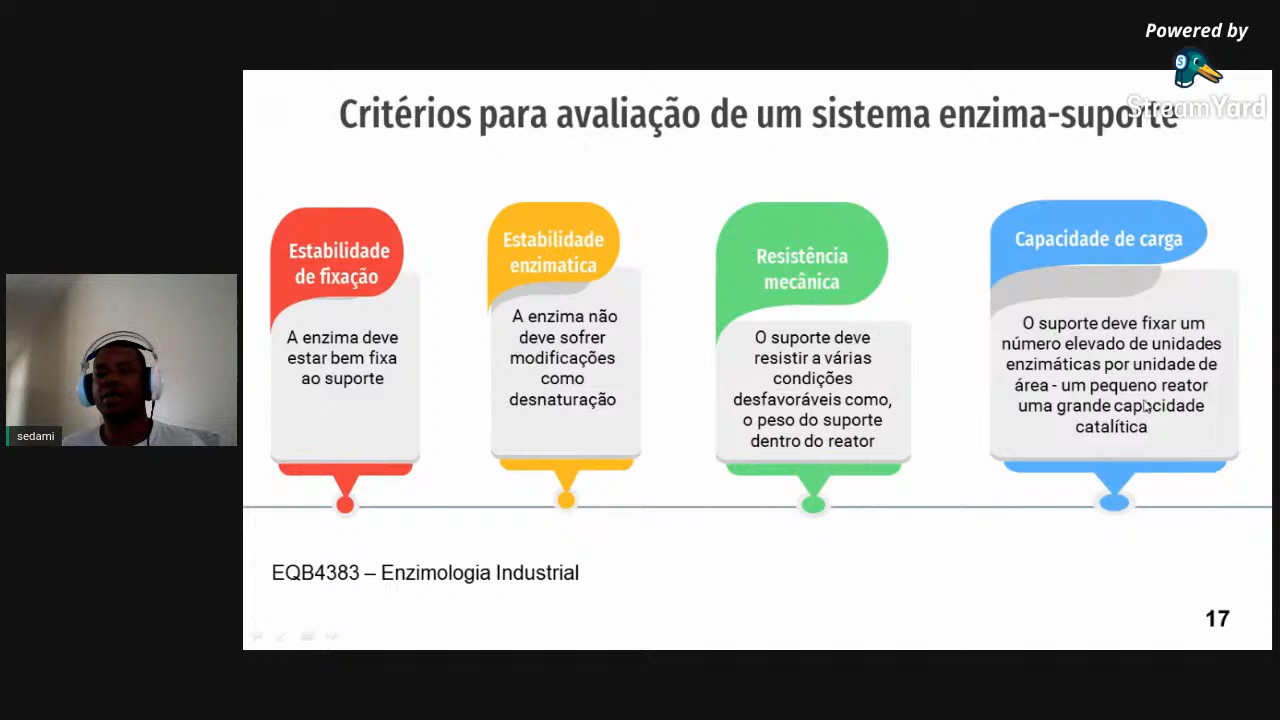 Powered by
StreamYard
Critérios para avaliação de um sistema enzima-suporte
Estabilidade
de fixação
A enzima deve
estar bem fixa
ao suporte
Estabilidade
enzimatica
A enzima não
deve sofrer
modificações
como
desnaturação
Resistência
mecânica
O suporte deve
resistir a várias
condições
desfavoráveis como,
o peso do suporte
dentro do reator
Capacidade de carga
O suporte deve fixar um
número elevado de unidades
enzimáticas por unidade de
área - um pequeno reator
uma grande capacidade
catalítica
sedami
EQB4383 – Enzimologia Industrial
17